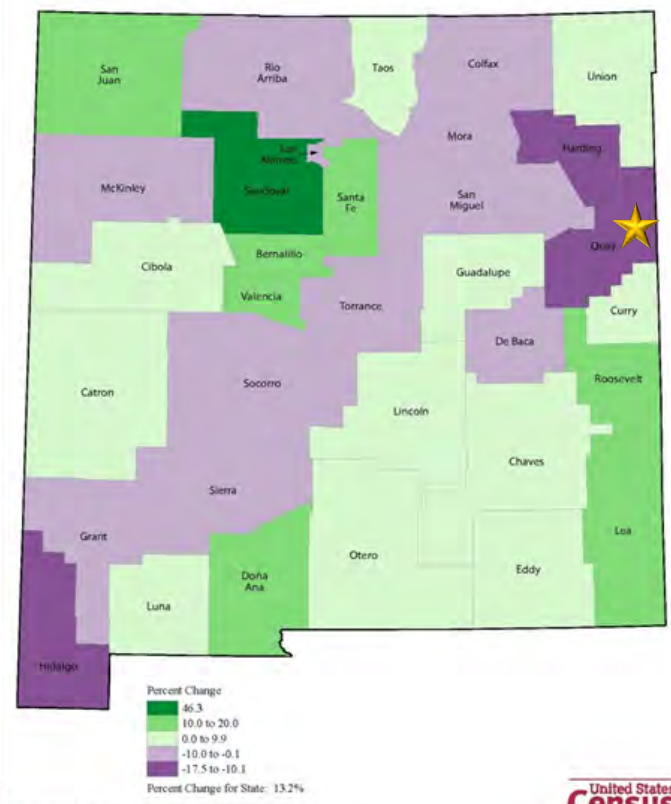 San
Juan
Rio
Arriba
Taos
Colfax
Union
Mora
Harding
Los
Alamos
McKinley
Sandoval
Santa
Fe
San
Miguel
Quay
Bernalillo
Cibola
Guadalupe
Valencia
Torrance
Curry
De Baca
Roosevelt
Socorro
Catron
Lincoln
Chaves
Sierra
Grant
Lea
Otero
Eddy
Doña
Ana
Luna
Hidalgo
Percent Change
46.3
10.0 to 20.0
0.0 to 9.9
-10.0 to -0.1
-17.5 to -10.1
Percent Change for State: 13.2%
United States
Census